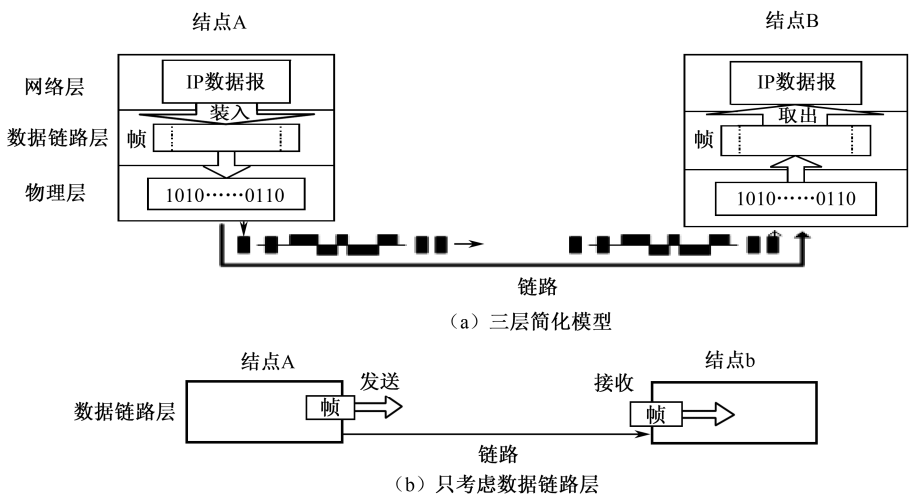 结点A
结点B
网络层
IP数据报
IP数据报
装入
取出
数据链路层
帧
帧
物理层
1010······0110
1010······0110
链路
（a）三层简化模型
结点A
结点b
发送
接收
数据链路层
帧
帧
链路
（b）只考虑数据链路层